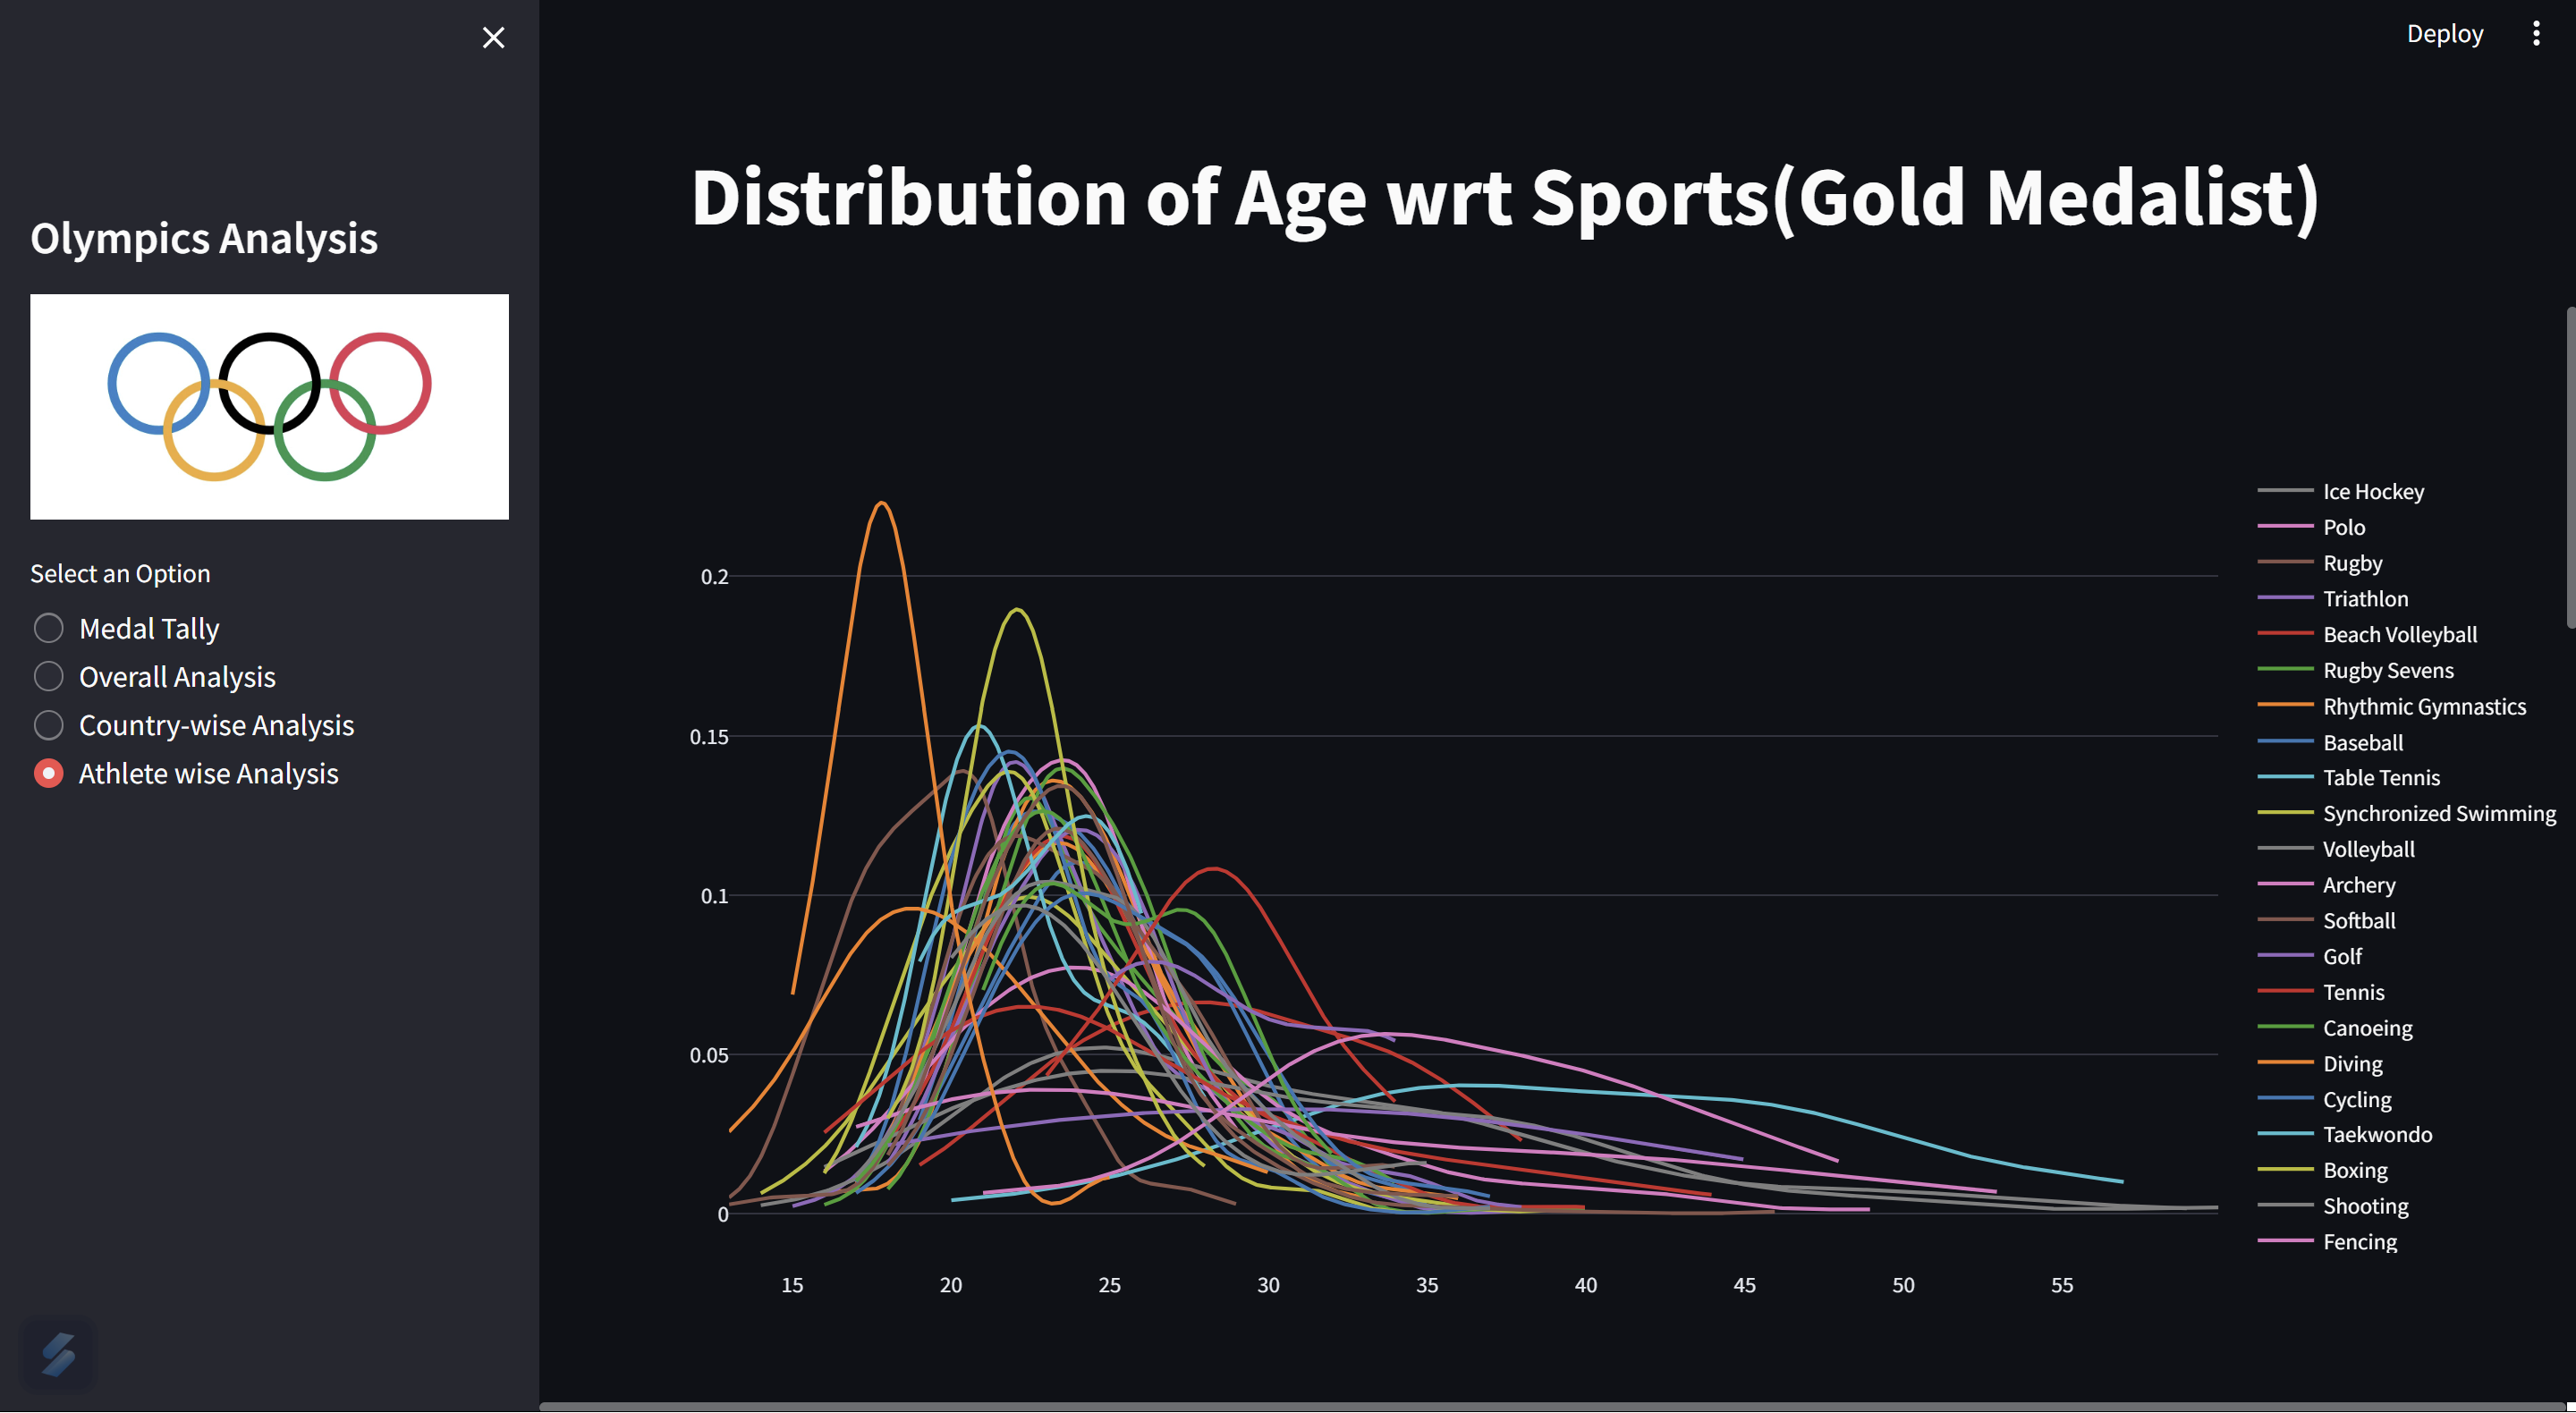 Deploy
Olympics Analysis
Select an Option
Medal Tally
Overall Analysis
Country-wise Analysis
Athlete wise Analysis
Distribution of Age wrt Sports(Gold Medalist)
0.2
0.15
0.1
0.05
0
15 20 25 30 35 40 45 50 55
Ice Hockey
Polo
Rugby
Triathlon
Beach Volleyball
Rugby Sevens
Rhythmic Gymnastics
Baseball
Table Tennis
Synchronized Swimming
Volleyball
Archery
Softball
Golf
Tennis
Canoeing
Diving
Cycling
Taekwondo
Boxing
Shooting
Fencing